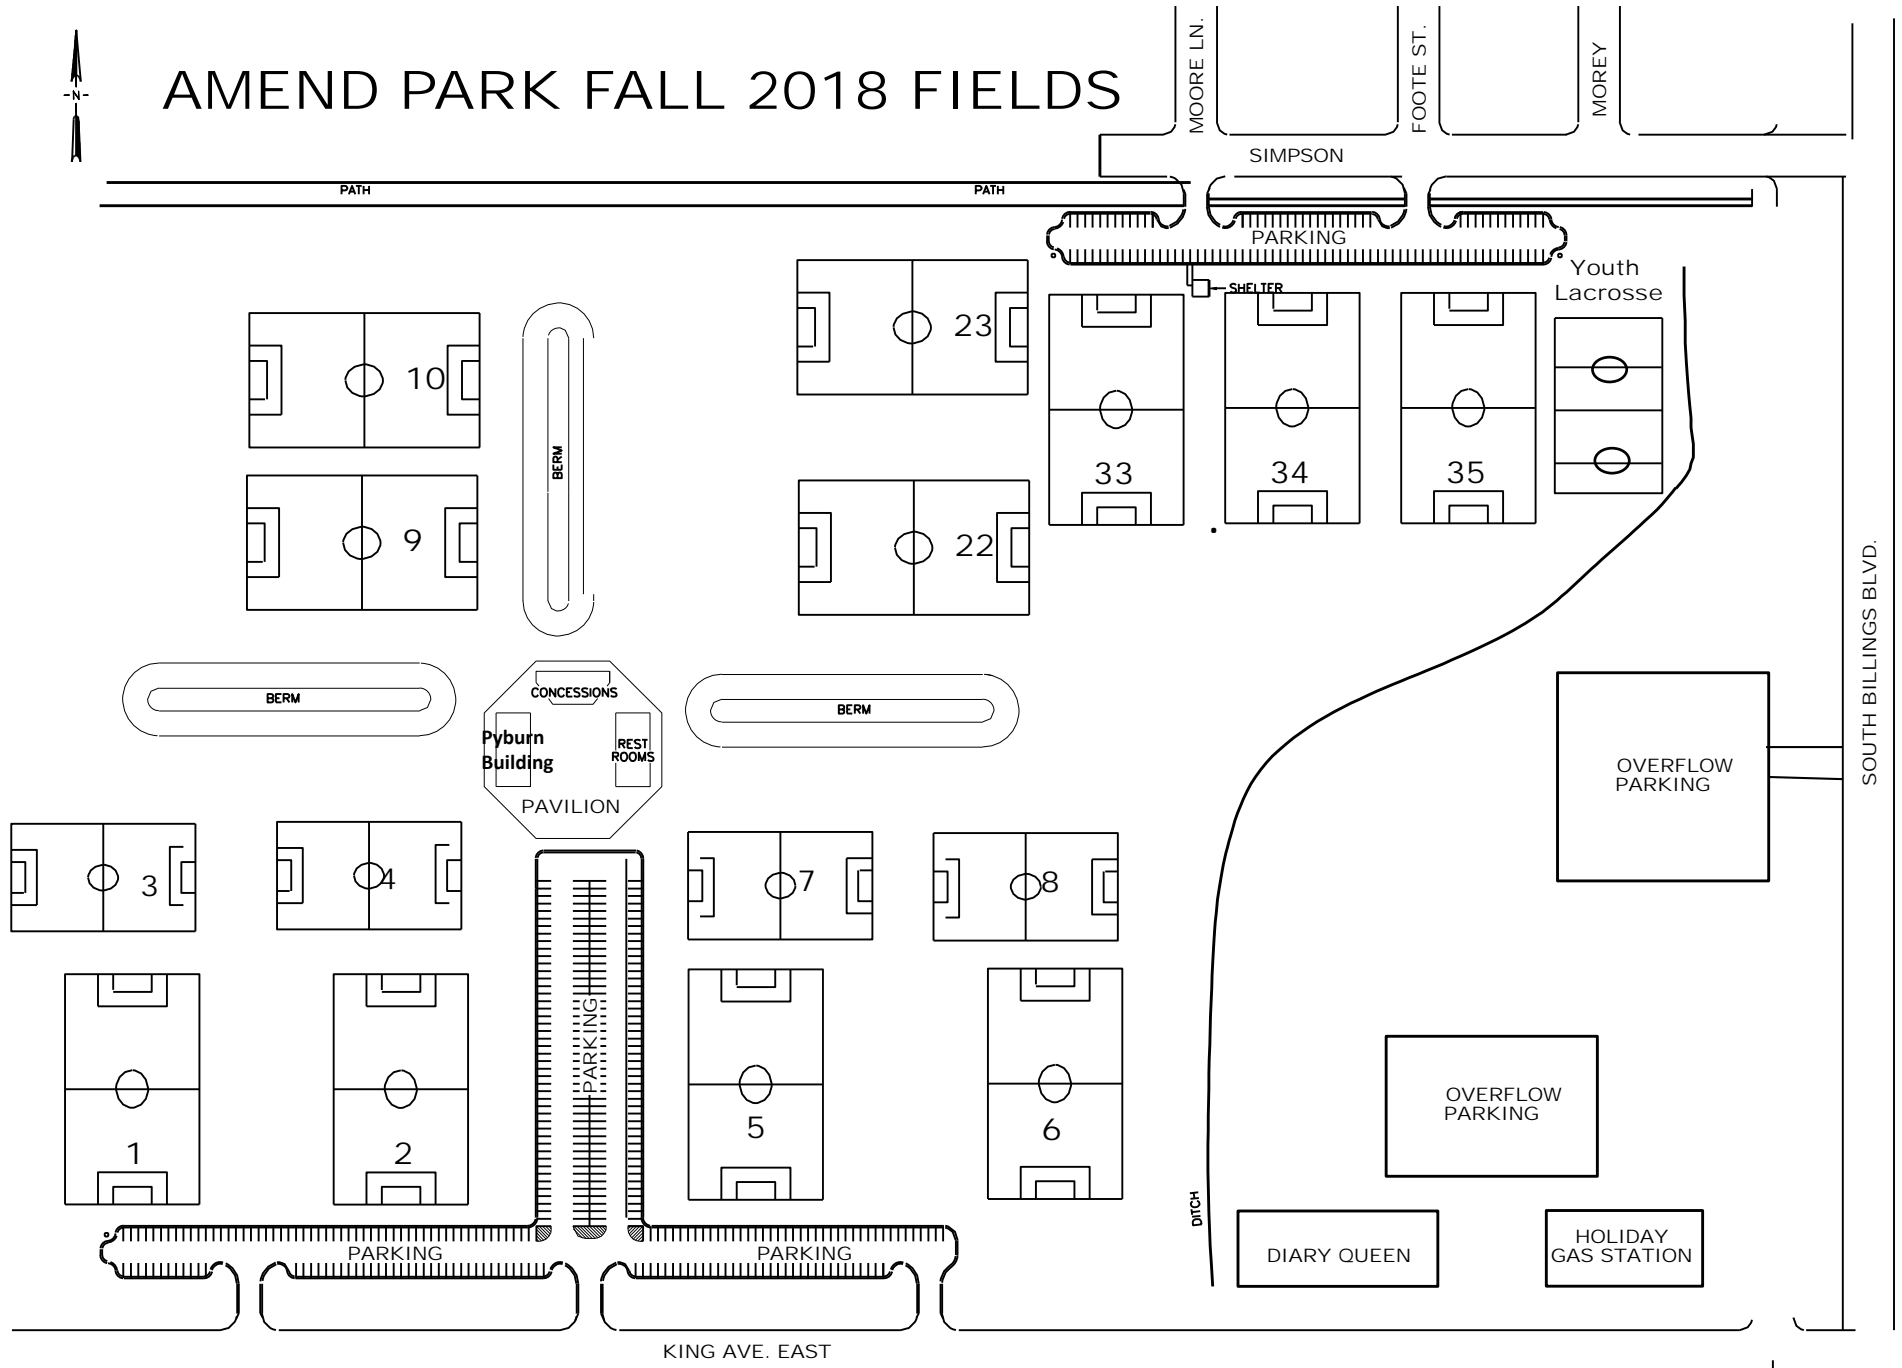 AMEND PARK FALL 2018 FIELDS
N
MOORE LN.
FOOTE ST.
MOREY
SIMPSON
PATH
PATH
PARKING
SHELTER
Youth
Lacrosse
23
10
33
34
35
BERM
9
22
SOUTH BILLINGS BLVD.
BERM
CONCESSIONS
BERM
Pyburn
Building
REST
ROOMS
PAVILION
OVERFLOW
PARKING
3
4
7
8
PARKING
OVERFLOW
PARKING
1
2
5
6
DITCH
PARKING
PARKING
DIARY QUEEN
HOLIDAY
GAS STATION
KING AVE. EAST